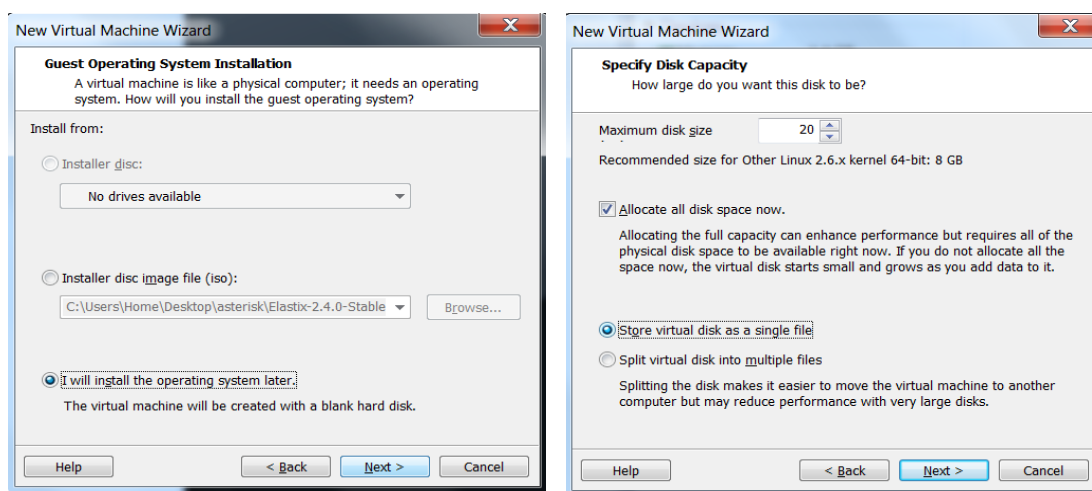 New Virtual Machine Wizard
Guest Operating System Installation
A virtual machine is like a physical computer; it needs an operating
system. How will you install the guest operating system?
Install from:
Installer disc:
No drives available
Installer disc image file (iso):
C:\Users\Home\Desktop\asterisk\Elastix-2.4.0-Stable
Browse...
I will install the operating system later.
The virtual machine will be created with a blank hard disk.
Help
< Back
Next >
Cancel
New Virtual Machine Wizard
Specify Disk Capacity
How large do you want this disk to be?
Maximum disk size
20
Recommended size for Other Linux 2.6.x kernel 64-bit: 8 GB
Allocate all disk space now.
Allocating the full capacity can enhance performance but requires all of the
physical disk space to be available right now. If you do not allocate all the
space now, the virtual disk starts small and grows as you add data to it.
Store virtual disk as a single file
Split virtual disk into multiple files
Splitting the disk makes it easier to move the virtual machine to another
computer but may reduce performance with very large disks.
Help
< Back
Next >
Cancel